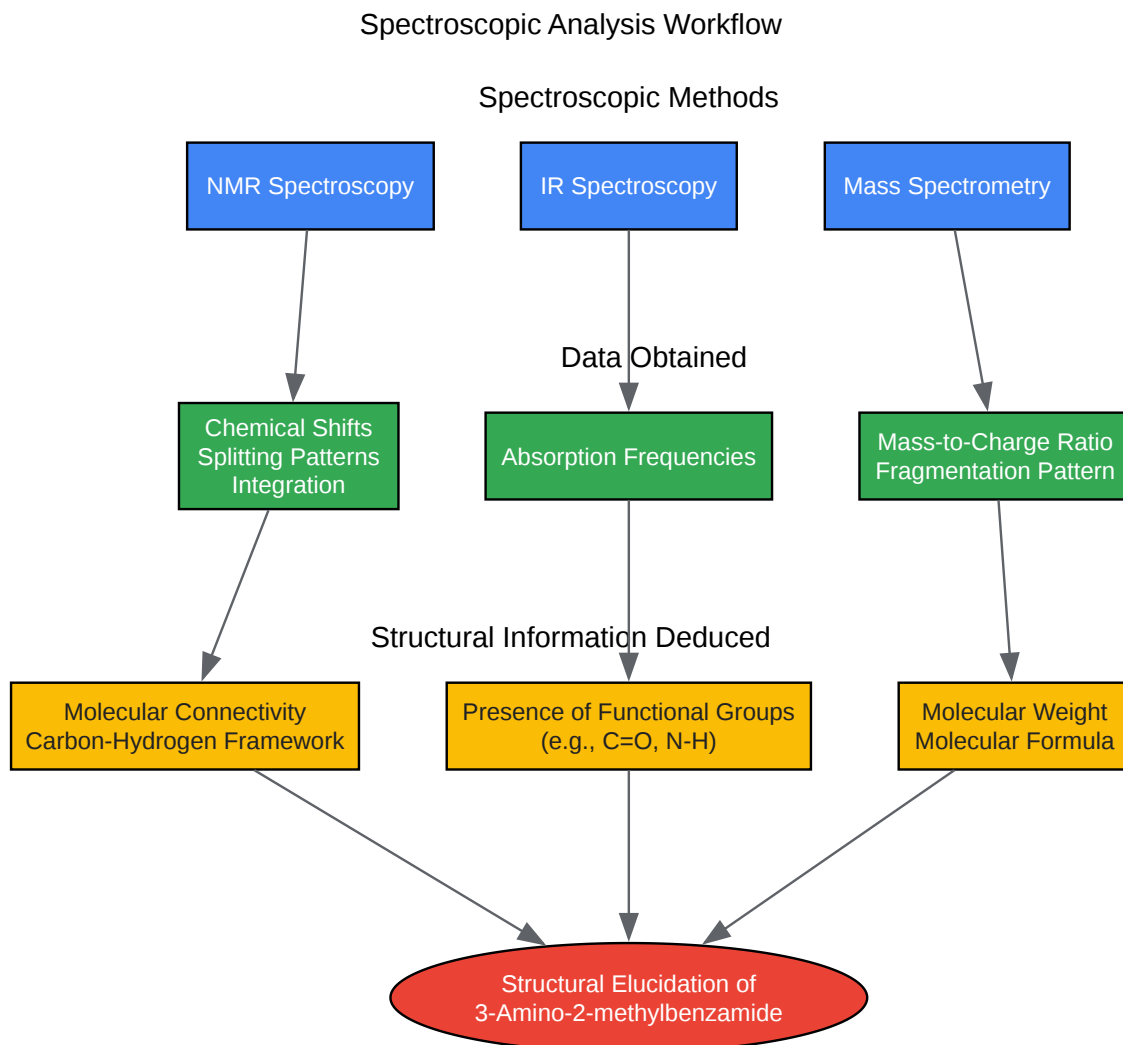 Spectroscopic Analysis Workflow
Spectroscopic Methods
NMR Spectroscopy
IR Spectroscopy
Mass Spectrometry
Data Obtained
Chemical Shifts
Splitting Patterns
Integration
Absorption Frequencies
Mass-to-Charge Ratio
Fragmentation Pattern
Structural Information Deduced
Molecular Connectivity
Carbon-Hydrogen Framework
Presence of Functional Groups
(e.g., C=O, N-H)
Molecular Weight
Molecular Formula
Structural Elucidation of
3-Amino-2-methylbenzamide